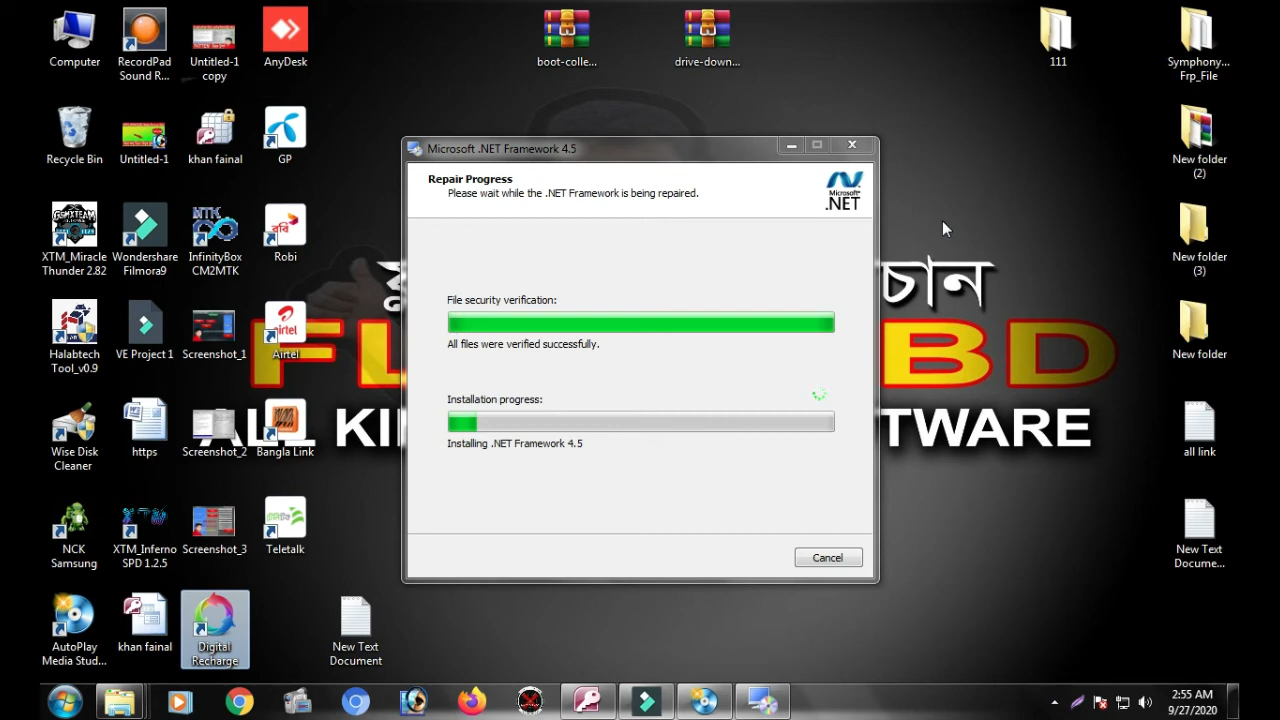 Computer
RecordPad
Sound R...
Untitled-1
copy
AnyDesk
boot-colle...
drive-down...
111
Symphony...
Frp_File
Recycle Bin
Untitled-1
khan fainal
GP
New folder
(2)
XTM_Miracle
Thunder 2.82
Wondershare
Filmora9
MTK
InfinityBox
CM2MTK
রবি
Robi
New folder
(3)
Halabtech
Tool_v0.9
VE Project 1
Screenshot_1
airtel
Airtel
New folder
Wise Disk
Cleaner
https
Screenshot_2
Bangla Link
all link
NCK
Samsung
XTM_Inferno
SPD 1.2.5
Screenshot_3
Teletalk
New Text
Docume...
AutoPlay
Media Stud...
khan fainal
Digital
Recharge
New Text
Document
Microsoft .NET Framework 4.5
Repair Progress
Please wait while the .NET Framework is being repaired.
Microsoft
.NET
File security verification:
All files were verified successfully.
Installation progress:
Installing .NET Framework 4.5
Cancel
চান
BD
ALL KI
TWARE
2:55 AM
9/27/2020